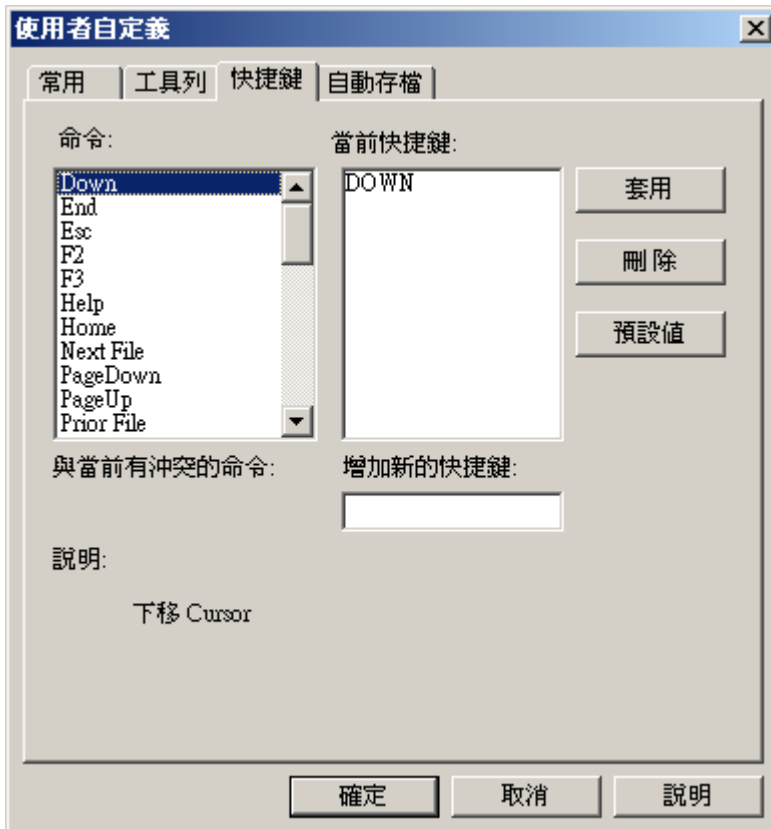 使用者自定義
常用 工具列 快捷鍵 自動存檔
命令: 當前快捷鍵:
Down DOWN 套用
End
Esc
F2 刪除
F3
Help
Home 預設值
Next File
PageDown
PageUp
Prior File
與當前有沖突的命令: 增加新的快捷鍵:
說明:
下移 Cursor
確定 取消 說明